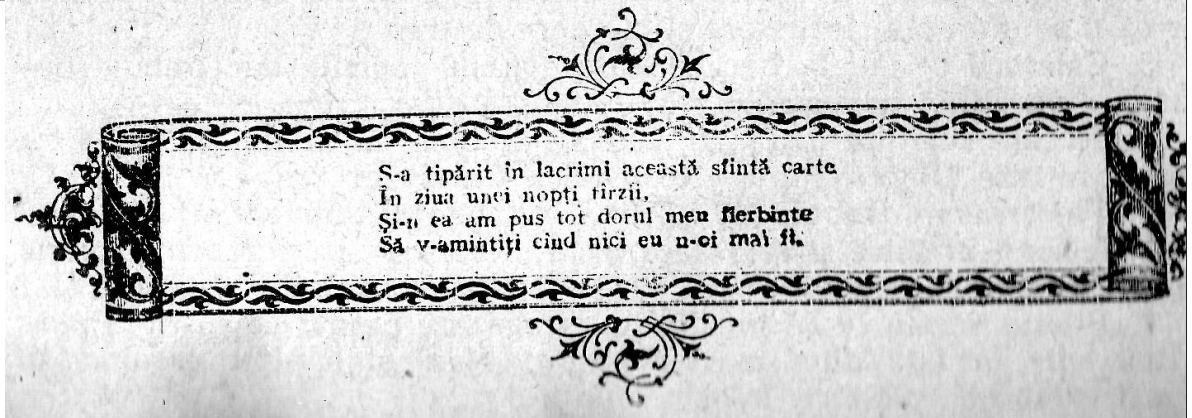 S-a tipărit în lacrimi această sfîntă carte
În ziua unei nopți tîrzii,
Și-n ea am pus tot dorul meu fierbinte
Să v-amintiți cînd nici eu n-oi mai fi.